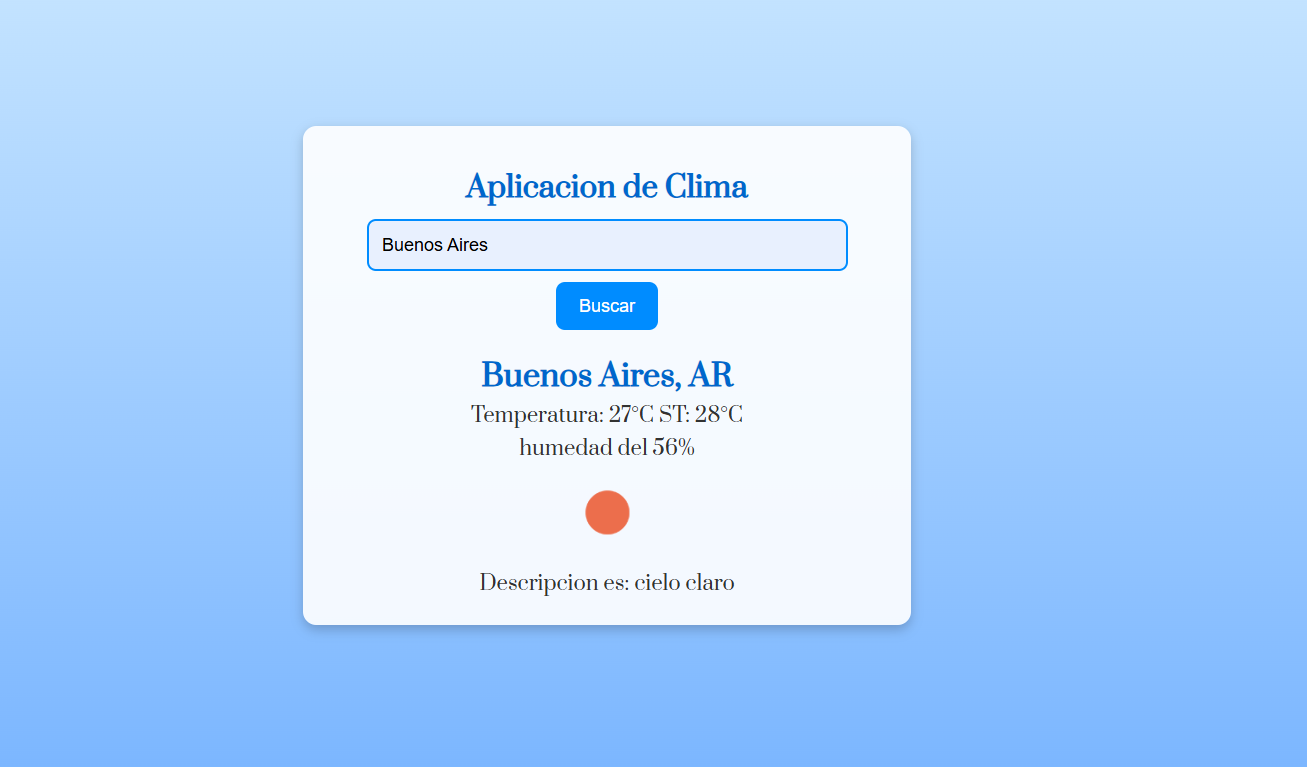 Aplicacion de Clima
Buenos Aires
Buscar
Buenos Aires, AR
Temperatura: 27°C ST: 28°C
humedad del 56%
Descripcion es: cielo claro